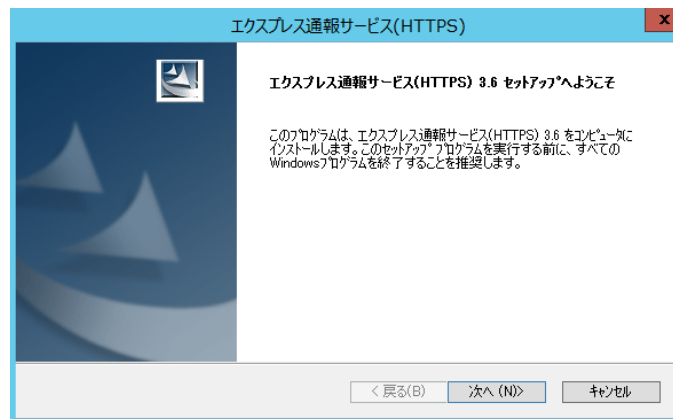 エクスプレス通報サービス(HTTPS)
x
エクスプレス通報サービス(HTTPS) 3.6 ｾｯﾄｱｯﾌﾟへようこそ
このﾌﾟﾛｸﾞﾗﾑは、エクスプレス通報サービス(HTTPS) 3.6 をｺﾝﾋﾟｭｰﾀに
ｲﾝｽﾄｰﾙします。このｾｯﾄｱｯﾌﾟ ﾌﾟﾛｸﾞﾗﾑを実行する前に、すべての
Windowsﾌﾟﾛｸﾞﾗﾑを終了することを推奨します。
< 戻る(B)
次へ (N)>
ｷｬﾝｾﾙ